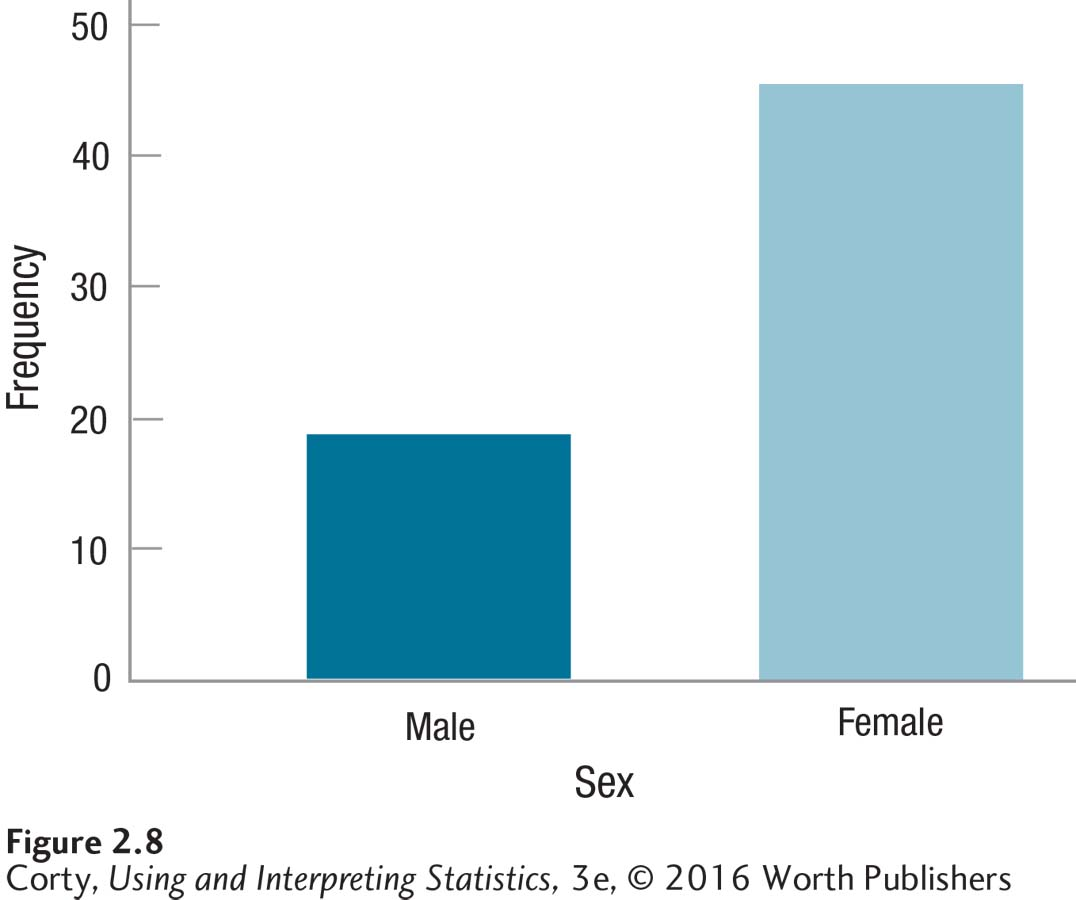 50
40
30
20
10
0
Frequency
Male
Female
Sex
Figure 2.8
Corty, Using and Interpreting Statistics, 3e, © 2016 Worth Publishers